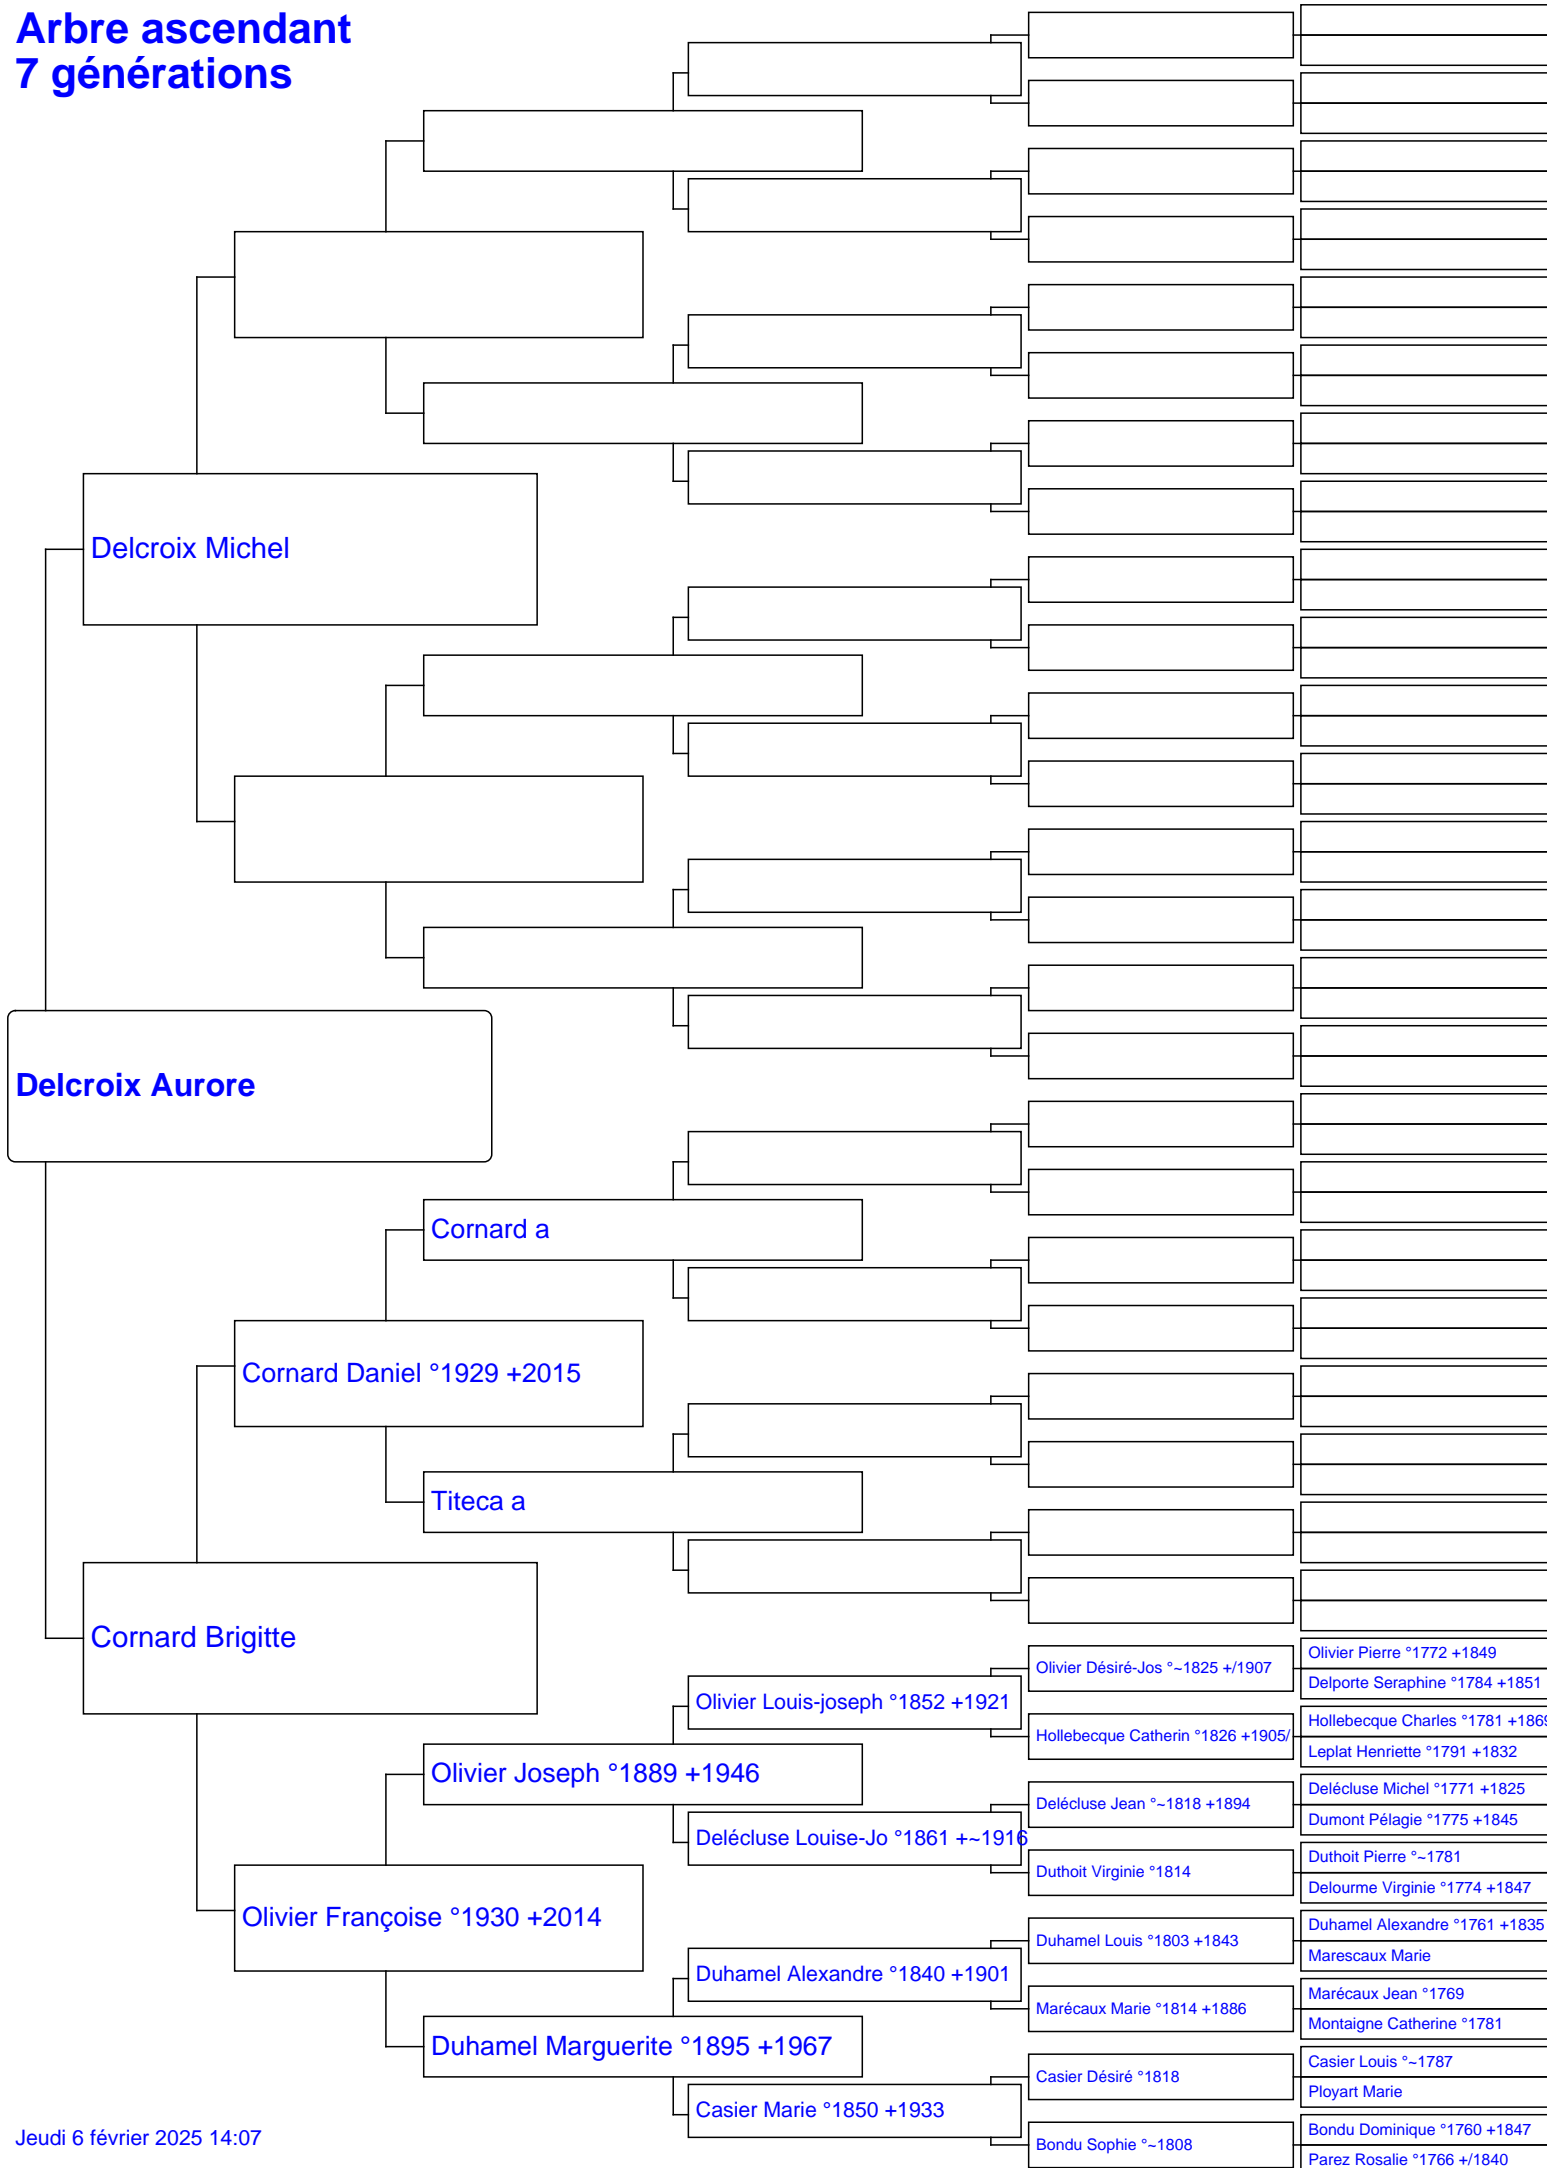 Arbre ascendant
7 générations
Delcroix Michel
Delcroix Aurore
Cornard a
Cornard Daniel °1929 +2015
Titeca a
Cornard Brigitte
Olivier Pierre °1772 +1849
Olivier Désiré-Jos °~1825 +/1907
Delporte Seraphine °1784 +1851
Olivier Louis-joseph °1852 +1921
Hollebecque Charles °1781 +1869
Hollebecque Catherin °1826 +1905/
Leplat Henriette °1791 +1832
Olivier Joseph °1889 +1946
Delécluse Michel °1771 +1825
Delécluse Jean °~1818 +1894
Dumont Pélagie °1775 +1845
Delécluse Louise-Jo °1861 +~1916
Duthoit Pierre °~1781
Duthoit Virginie °1814
Delourme Virginie °1774 +1847
Olivier Françoise °1930 +2014
Duhamel Alexandre °1761 +1835
Duhamel Louis °1803 +1843
Marescaux Marie
Duhamel Alexandre °1840 +1901
Marécaux Jean °1769
Marécaux Marie °1814 +1886
Montaigne Catherine °1781
Duhamel Marguerite °1895 +1967
Casier Louis °~1787
Casier Désiré °1818
Ployart Marie
Casier Marie °1850 +1933
Bondu Dominique °1760 +1847
Bondu Sophie °~1808
Parez Rosalie °1766 +/1840
Jeudi 6 février 2025 14:07